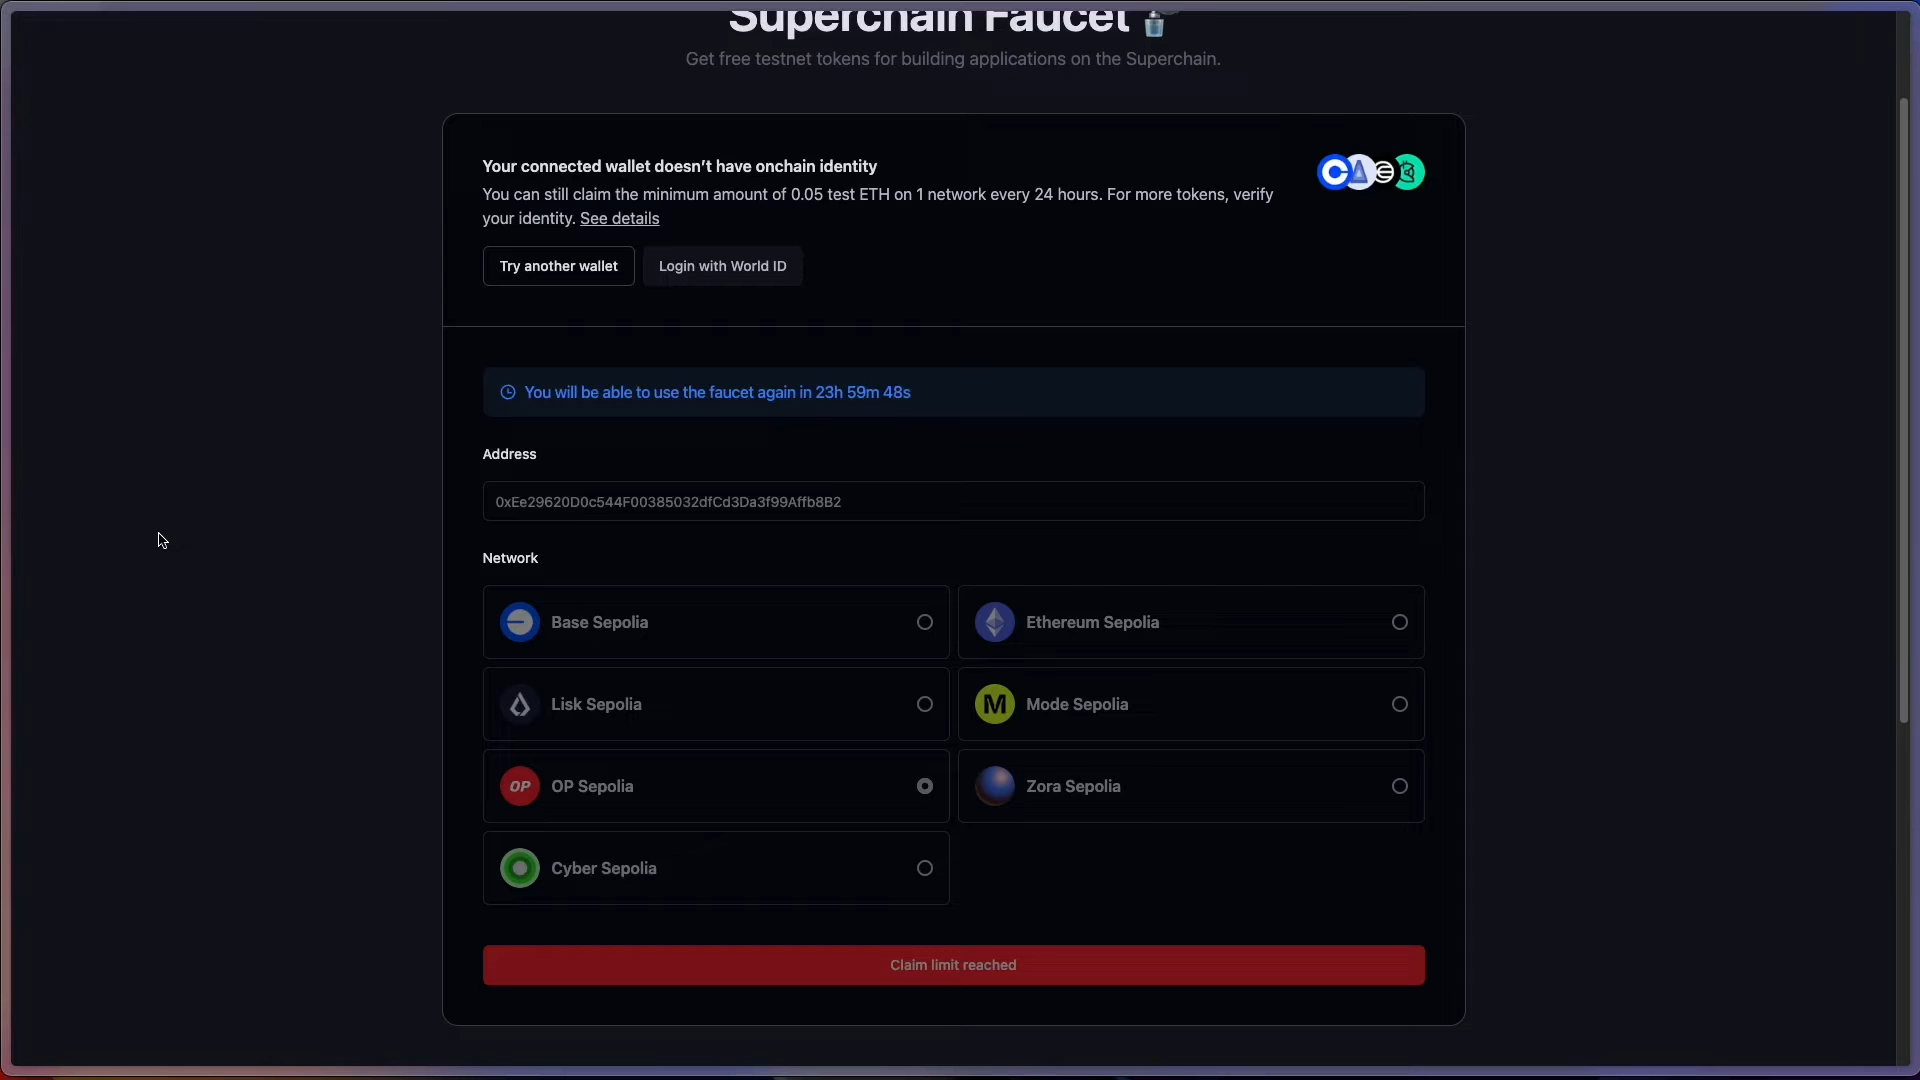 Superchain Faucet
Get free testnet tokens for building applications on the Superchain.
Your connected wallet doesn't have onchain identity
You can still claim the minimum amount of 0.05 test ETH on 1 network every 24 hours. For more tokens, verify
your identity. See details
Try another wallet
Login with World ID
You will be able to use the faucet again in 23h 59m 48s
Address
0xEe29620D0c544F00385032dfCd3Da3f99Affb8B2
Network
Base Sepolia
Ethereum Sepolia
Lisk Sepolia
M
Mode Sepolia
OP
OP Sepolia
Zora Sepolia
Cyber Sepolia
Claim limit reached